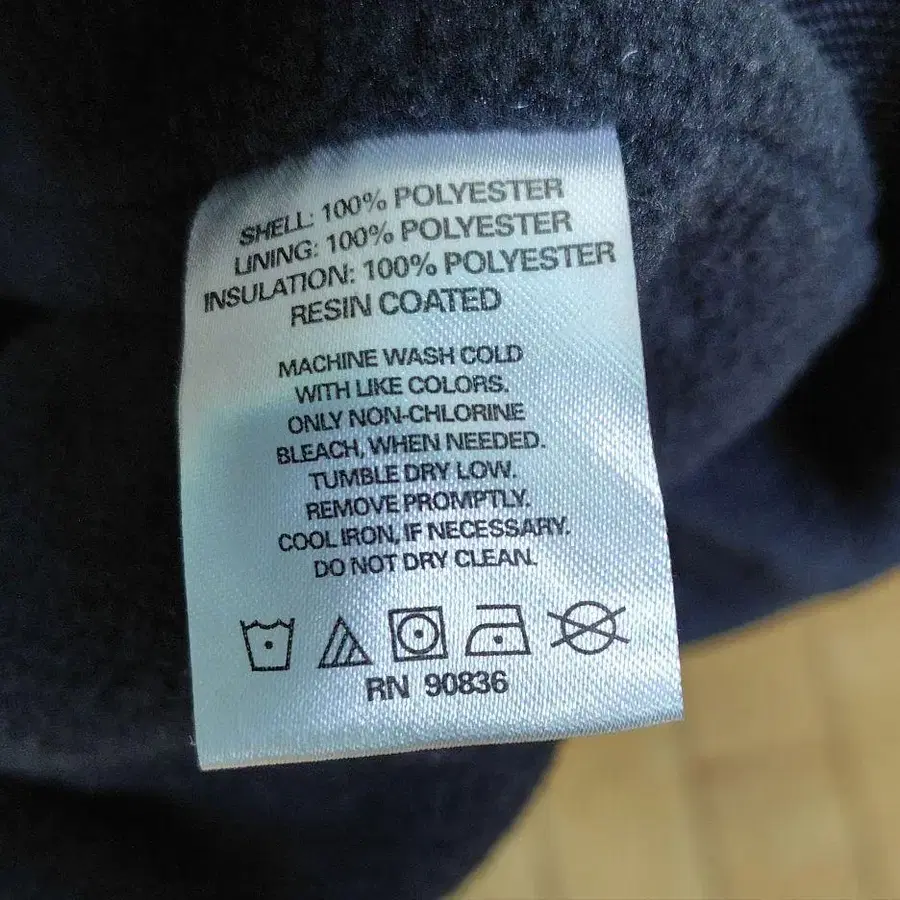 SHELL: 100% POLYESTER
LINING: 100% POLYESTER
INSULATION: 100% POLYESTER
RESIN COATED
MACHINE WASH COLD
WITH LIKE COLORS.
ONLY NON-CHLORINE
BLEACH, WHEN NEEDED.
TUMBLE DRY LOW.
REMOVE PROMPTLY.
COOL IRON, IF NECESSARY.
DO NOT DRY CLEAN.
RN 90836